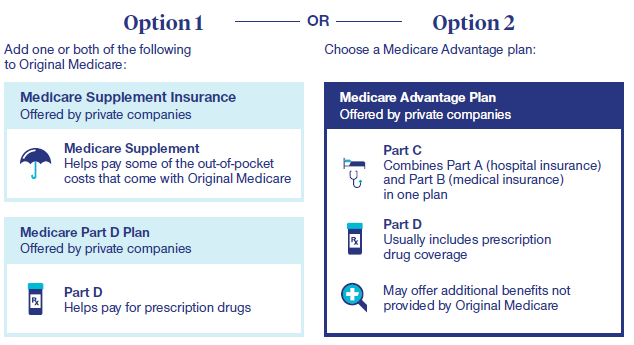 Option 1
OR
Option 2
Add one or both of the following
to Original Medicare:
Medicare Supplement Insurance
Offered by private companies
Medicare Supplement
Helps pay some of the out-of-pocket
costs that come with Original Medicare
Medicare Part D Plan
Offered by private companies
Rx
Part D
Helps pay for prescription drugs
Choose a Medicare Advantage plan:
Medicare Advantage Plan
Offered by private companies
Part C
Combines Part A (hospital insurance)
and Part B (medical insurance)
in one plan
Rx
Part D
Usually includes prescription
drug coverage
May offer additional benefits not
provided by Original Medicare